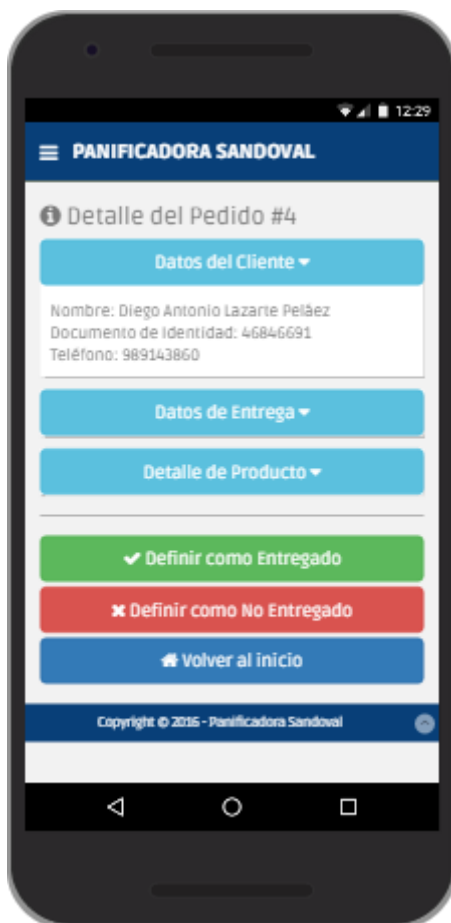 12:29
PANIFICADORA SANDOVAL
Detalle del Pedido #4
Datos del Cliente
Nombre: Diego Antonio Lazarte Peláez
Documento de Identidad: 46846691
Teléfono: 989143860
Datos de Entrega
Detalle de Producto
Definir como Entregado
Definir como No Entregado
Volver al inicio
Copyright © 2016 - Panificadora Sandoval